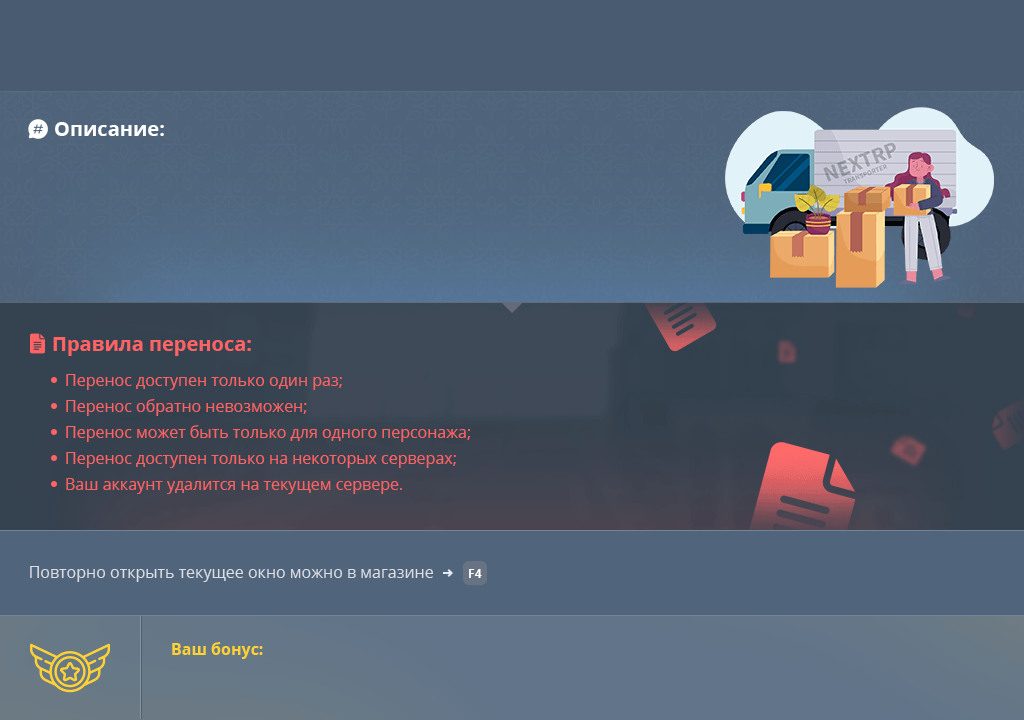 # Описание:
NEXTRP
TRANSPORTER
Правила переноса:
• Перенос доступен только один раз;
• Перенос обратно невозможен;
• Перенос может быть только для одного персонажа;
• Перенос доступен только на некоторых серверах;
• Ваш аккаунт удалится на текущем сервере.
Повторно открыть текущее окно можно в магазине ➜ F4
Ваш бонус: